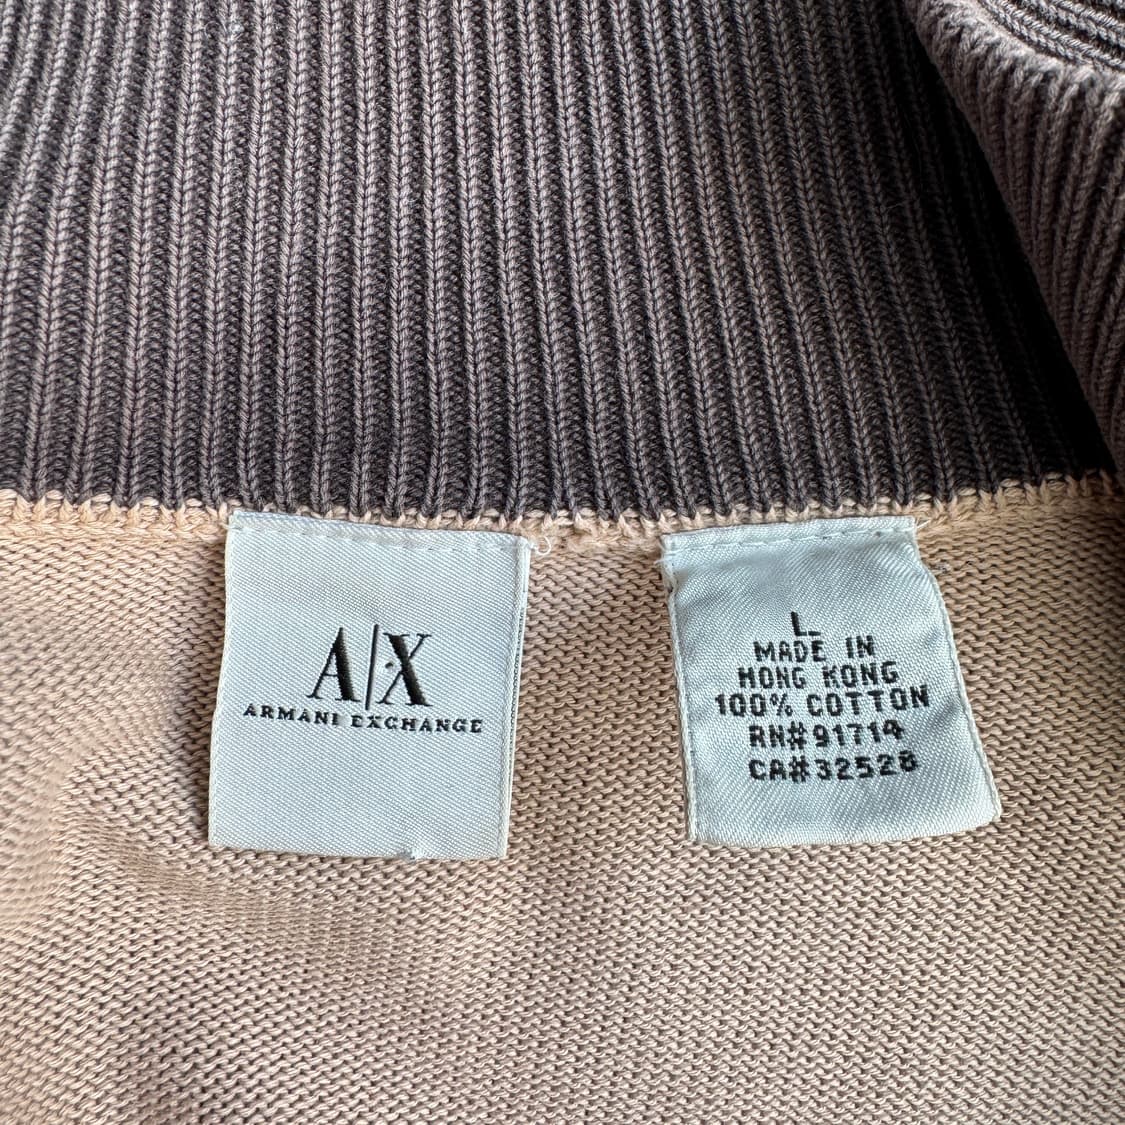 A|X
ARMANI EXCHANGE
L
MADE IN
HONG KONG
100% COTTON
RN# 91714
CA# 32528